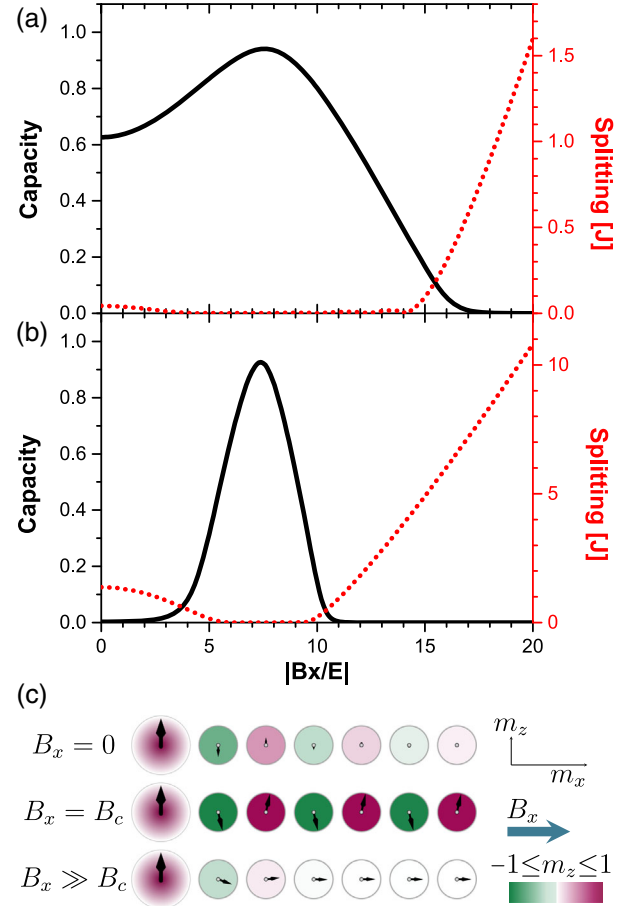 (a)
Capacity
1.0
0.8
0.6
0.4
0.2
0.0
1.5
1.0
0.5
0.0
Splitting [J]
(b)
Capacity
1.0
0.8
0.6
0.4
0.2
0.0
10
5
0
Splitting [J]
0 5 10 15 20
|Bx/E|
(c)
B_x = 0
m_z
m_x
B_x = B_c
B_x
B_x ≫ B_c
−1≤m_z≤1